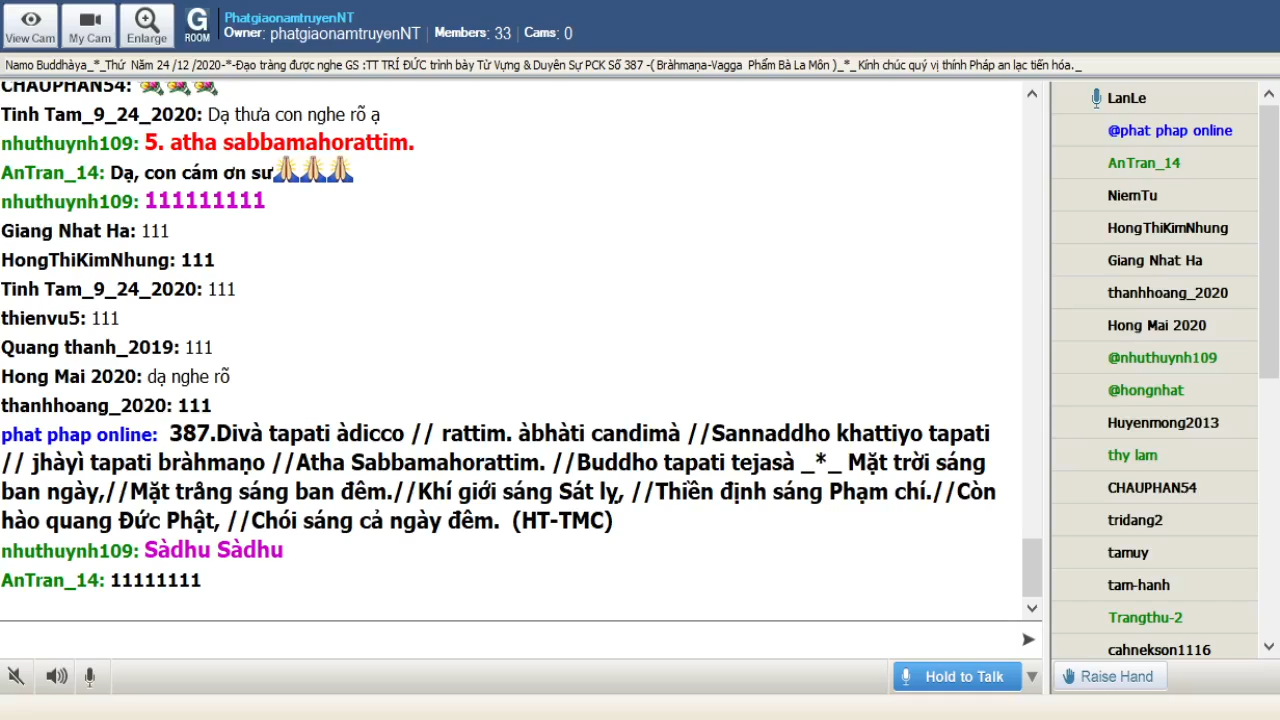 View Cam
My Cam
Enlarge
G
ROOM
PhatgiaonamtruyenNT
Owner: phatgiaonamtruyenNT | Members: 33 | Cams: 0
Namo Buddhàya_*_Thứ Năm 24 /12 /2020-*-Đạo tràng được nghe GS :TT TRÍ ĐỨC trình bày Từ Vựng & Duyên Sự PCK Số 387 -( Bràhmaṇa-Vagga Phẩm Bà La Môn )_*_Kính chúc quý vị thính Pháp an lạc tiến hóa._
CHAUPHAN54:
Tinh Tam_9_24_2020: Dạ thưa con nghe rõ ạ
nhuthuynh109: 5. atha sabbamahorattim.
AnTran_14: Dạ, con cám ơn sư
nhuthuynh109: 111111111
Giang Nhat Ha: 111
HongThiKimNhung: 111
Tinh Tam_9_24_2020: 111
thienvu5: 111
Quang thanh_2019: 111
Hong Mai 2020: dạ nghe rõ
thanhhoang_2020: 111
phat phap online: 387.Divà tapati àdicco // rattim. àbhàti candimà //Sannaddho khattiyo tapati
// jhàyì tapati bràhmaṇo //Atha Sabbamahorattim. //Buddho tapati tejasà _*_ Mặt trời sáng
ban ngày,//Mặt trăng sáng ban đêm.//Khí giới sáng Sát lỵ, //Thiền định sáng Phạm chí.//Còn
hào quang Đức Phật, //Chói sáng cả ngày đêm. (HT-TMC)
nhuthuynh109: Sàdhu Sàdhu
AnTran_14: 11111111
Hold to Talk
LanLe
@phat phap online
AnTran_14
NiemTu
HongThiKimNhung
Giang Nhat Ha
thanhhoang_2020
Hong Mai 2020
@nhuthuynh109
@hongnhat
Huyenmong2013
thy lam
CHAUPHAN54
tridang2
tamuy
tam-hanh
Trangthu-2
cahnekson1116
Raise Hand